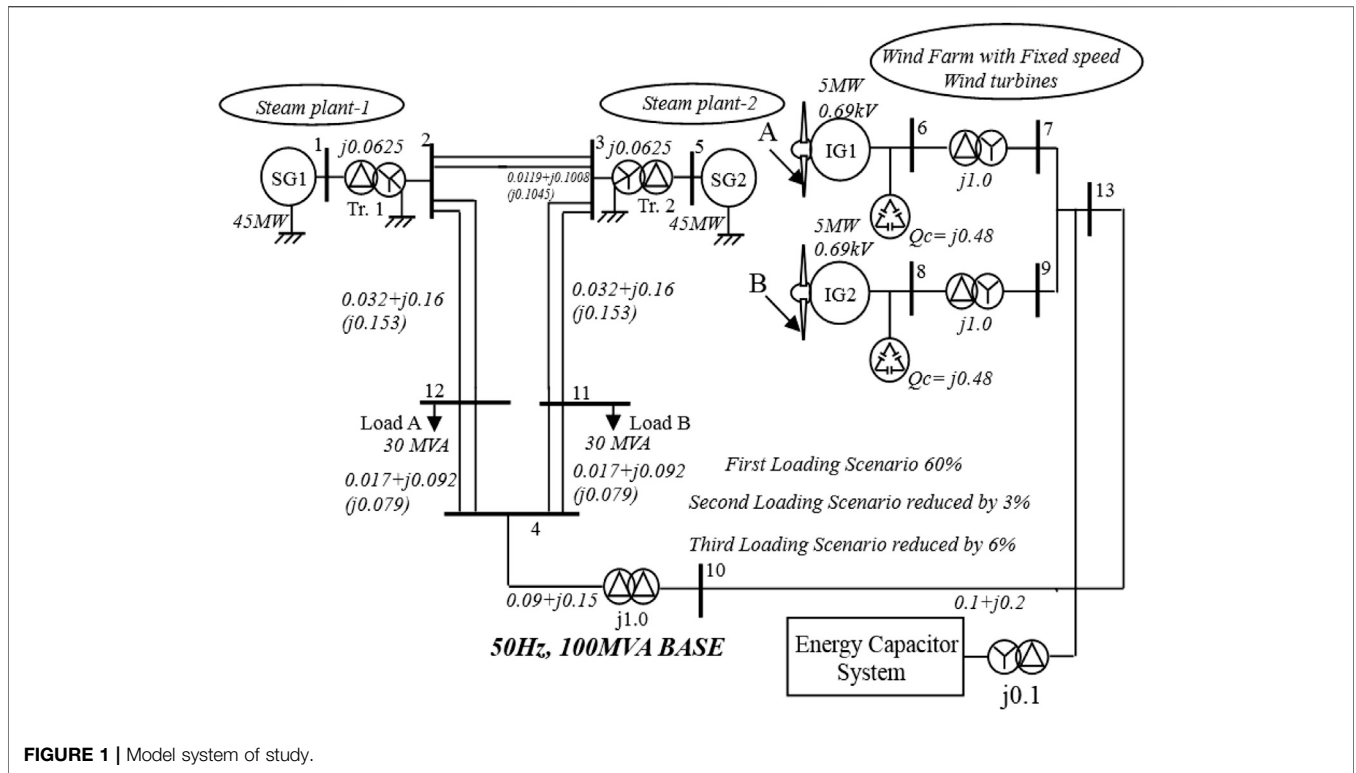 Wind Farm with Fixed speed
Wind turbines
Steam plant-1
Steam plant-2
5MW
0.69kV
A
IG1
6
7
j1.0
Qc= j0.48
13
1
j0.0625
2
3
j0.0625
5
SG1
Tr. 1
45MW
0.0119+j0.1008
(j0.1045)
Tr. 2
SG2
45MW
5MW
0.69kV
B
IG2
8
9
j1.0
Qc= j0.48
0.032+j0.16
(j0.153)
0.032+j0.16
(j0.153)
12
11
Load A
30 MVA
Load B
30 MVA
0.017+j0.092
(j0.079)
0.017+j0.092
(j0.079)
4
First Loading Scenario 60%
Second Loading Scenario reduced by 3%
Third Loading Scenario reduced by 6%
10
0.09+j0.15
j1.0
0.1+j0.2
50Hz, 100MVA BASE
Energy Capacitor
System
j0.1
FIGURE 1 | Model system of study.